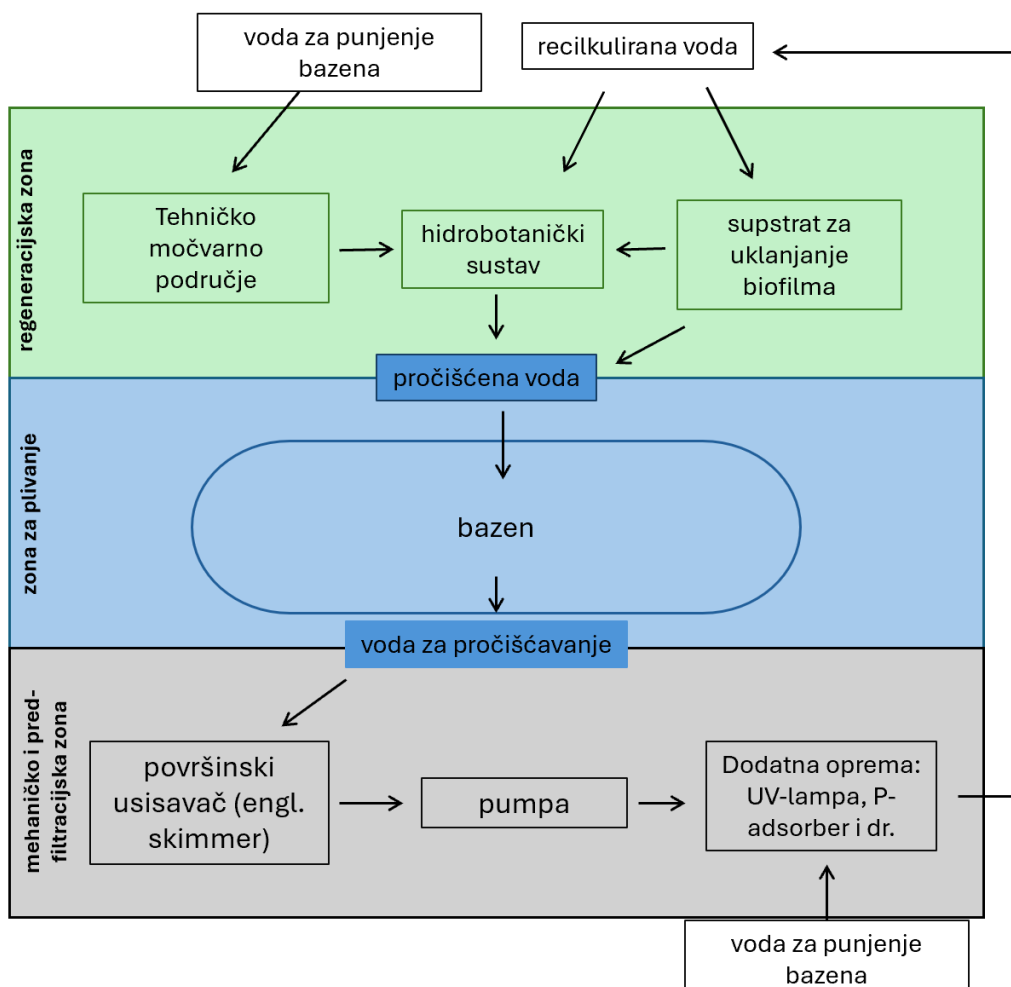 voda za punjenje
bazena
recilkulirana voda
regeneracijska zona
Tehničko
močvarno
područje
hidrobotanički
sustav
supstrat za
uklanjanje
biofilma
pročišćena voda
zona za plivanje
bazen
voda za pročišćavanje
mehaničko i pred-
filtracijska zona
površinski
usisavač (engl.
skimmer)
pumpa
Dodatna oprema:
UV-lampa, P-
adsorber i dr.
voda za punjenje
bazena